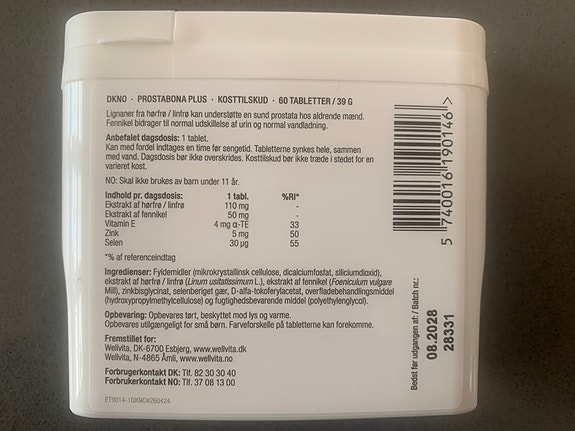 DKNO · PROSTABONA PLUS · KOSTTILSKUD · 60 TABLETTER / 39 G
Lignaner fra hørfrø / linfrø kan understøtte en sund prostata hos aldrende mænd.
Fennikel bidrager til normal udskillelse af urin og normal vandladning.
Anbefalet dagsdosis: 1 tablet.
Kan med fordel indtages en time før sengetid. Tabletterne synkes hele, sammen
med vand. Dagsdosis bør ikke overskrides. Kosttilskud bør ikke træde i stedet for en
varieret kost.
NO: Skal ikke brukes av barn under 11 år.
Indhold pr. dagsdosis: 1 tabl. %RI*
Ekstrakt af hørfrø / linfrø 110 mg -
Ekstrakt af fennikel 50 mg -
Vitamin E 4 mg α-TE 33
Zink 5 mg 50
Selen 30 µg 55
*% af referenceindtag
Ingredienser: Fyldemidler (mikrokrystallinsk cellulose, dicalciumfosfat, siliciumdioxid),
ekstrakt af hørfrø / linfrø (Linum usitatissimum L.), ekstrakt af fennikel (Foeniculum vulgare
Mill), zinkbisglycinat, selenberiget gær, D-alfa-tokoferylacetat, overfladebehandlingsmiddel
(hydroxypropylmethylcellulose) og fugtighedsbevarende middel (polyethylenglycol).
Opbevaring: Opbevares tørt, beskyttet mod lys og varme.
Opbevares utilgængeligt for små børn. Farveforskelle på tabletterne kan forekomme.
Fremstillet for:
Wellvita, DK-6700 Esbjerg, www.wellvita.dk
Wellvita, N-4865 Åmli, www.wellvita.no
Forbrugerkontakt DK: Tlf. 82 30 30 40
Forbrukerkontakt NO: Tlf. 37 08 13 00
ET9014-1DKNO#260424
5 740016 190146 >
Bedst før udgangen af: / Batch nr.:
08.2028
28331